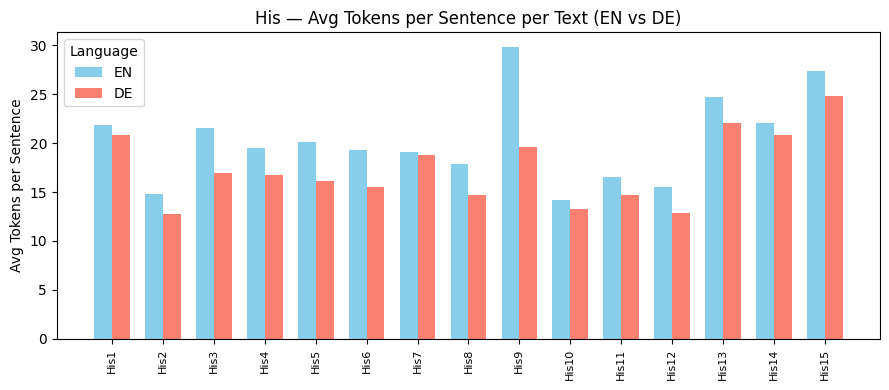 His — Avg Tokens per Sentence per Text (EN vs DE)
Language
EN
DE
Avg Tokens per Sentence
30
25
20
15
10
5
0
His1
His2
His3
His4
His5
His6
His7
His8
His9
His10
His11
His12
His13
His14
His15